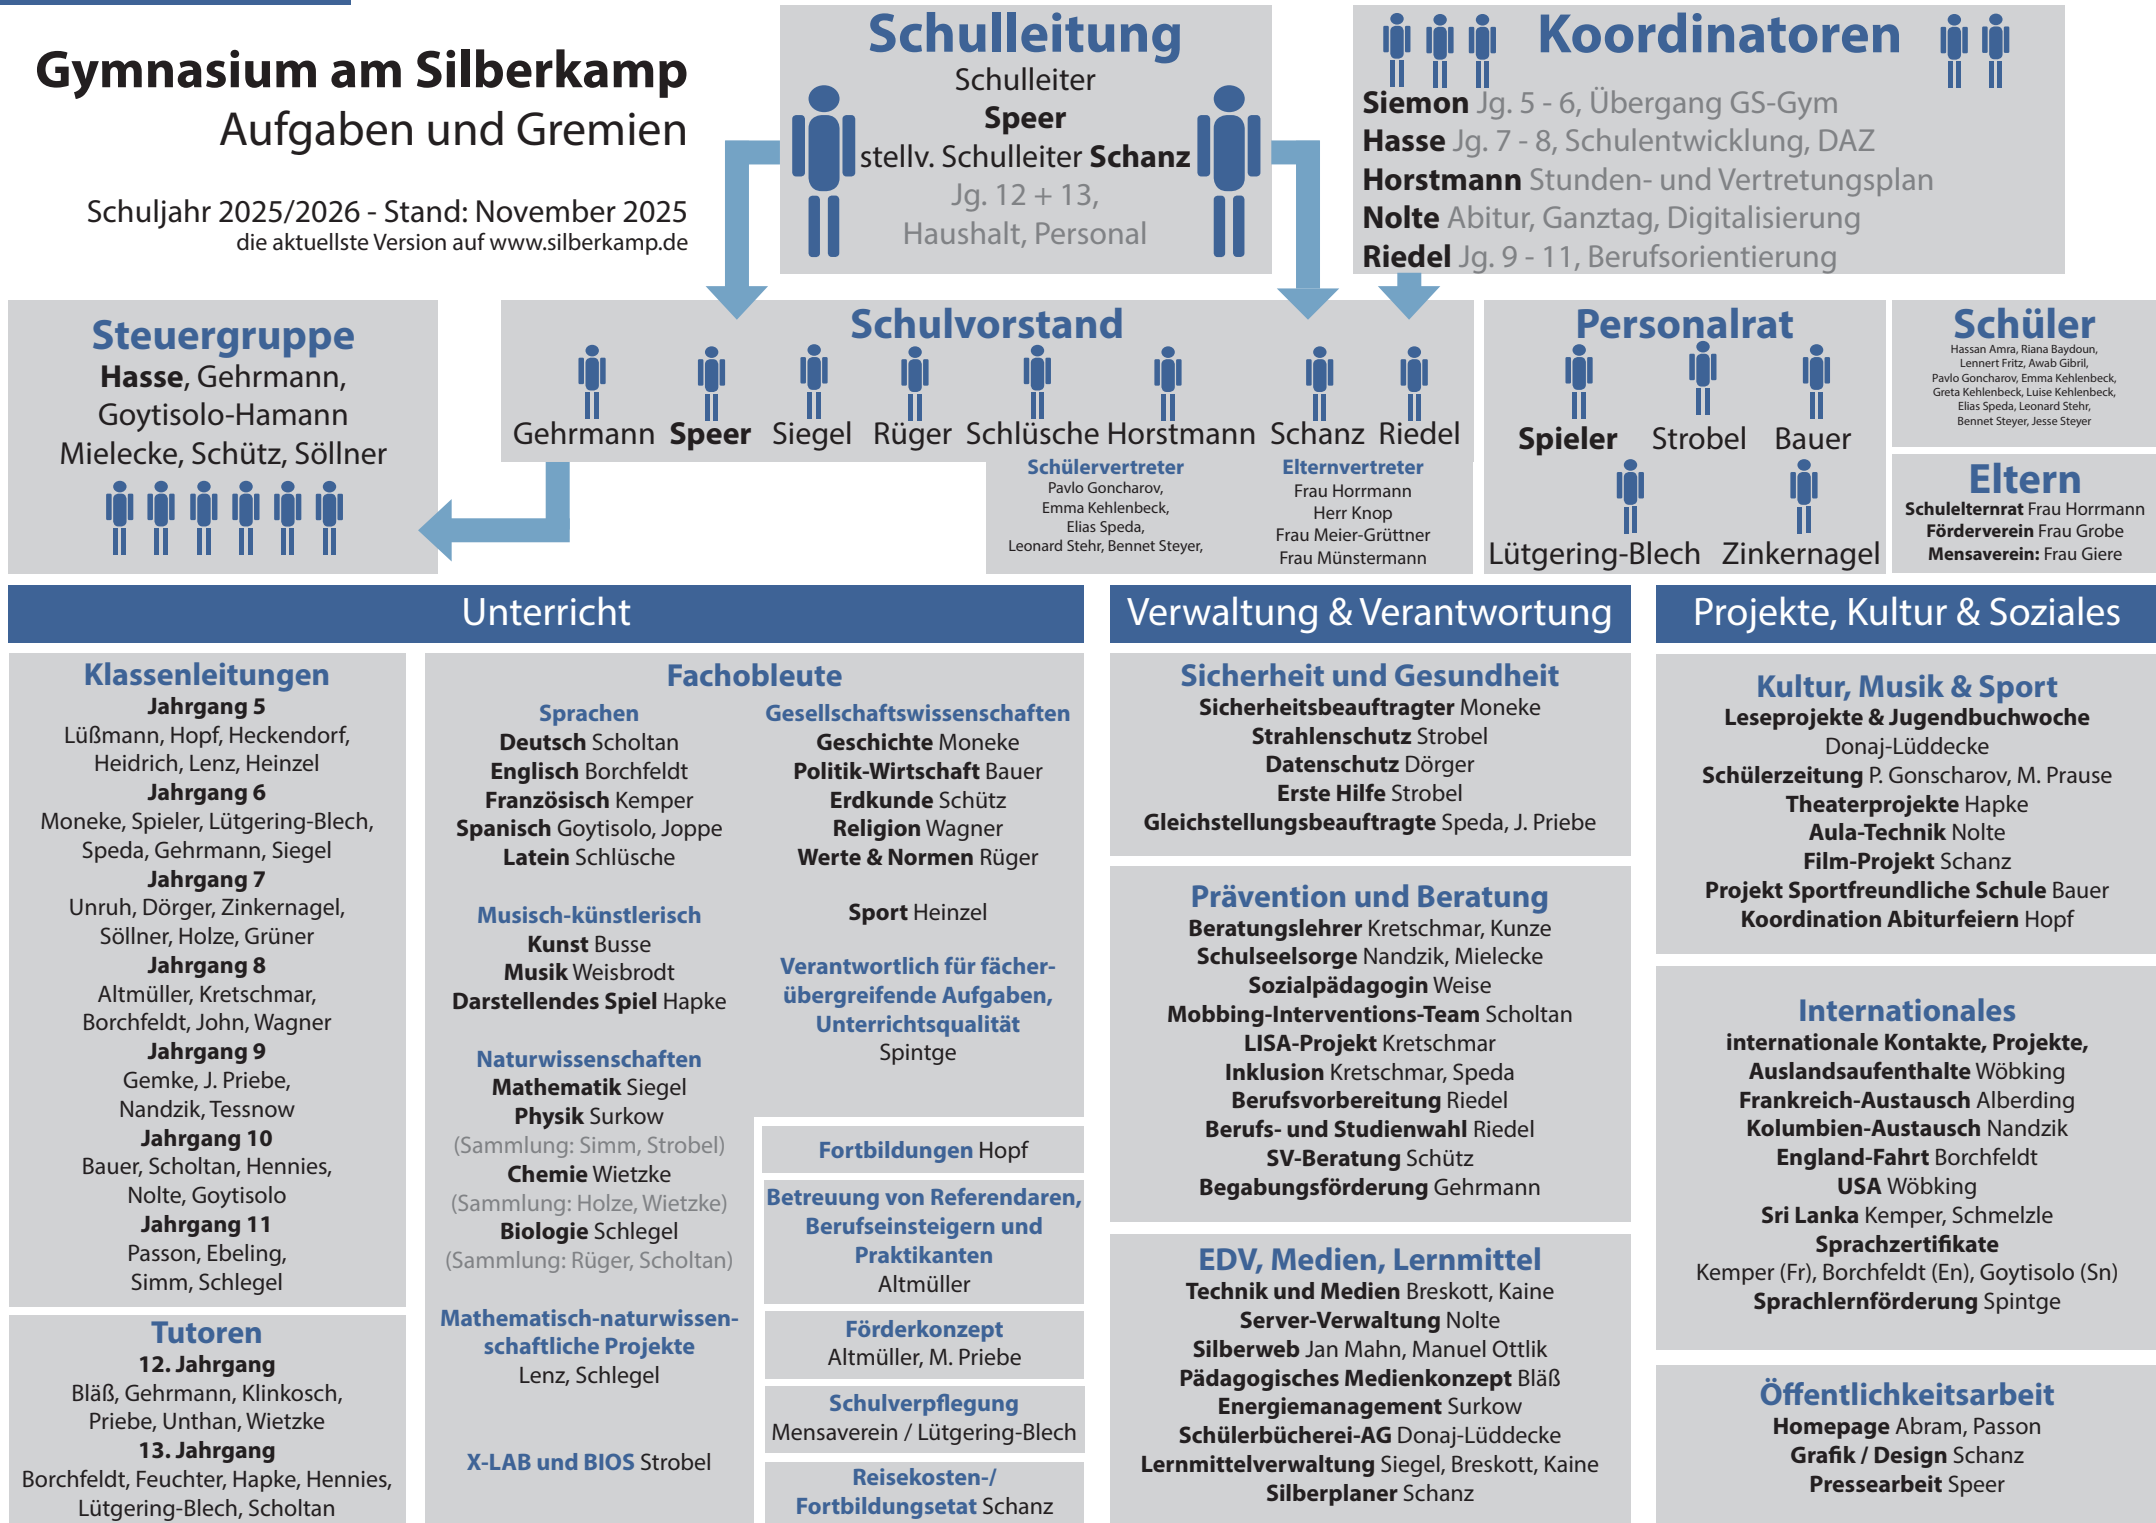 Gymnasium am Silberkamp
Aufgaben und Gremien
Schuljahr 2025/2026 - Stand: November 2025
die aktuellste Version auf www.silberkamp.de
Schulleitung
Schulleiter
Speer
stellv. Schulleiter Schanz
Jg. 12 + 13,
Haushalt, Personal
Koordinatoren
Siemon Jg. 5 - 6, Übergang GS-Gym
Hasse Jg. 7 - 8, Schulentwicklung, DAZ
Horstmann Stunden- und Vertretungsplan
Nolte Abitur, Ganztag, Digitalisierung
Riedel Jg. 9 - 11, Berufsorientierung
Steuergruppe
Hasse, Gehrmann,
Goytisolo-Hamann
Mielecke, Schütz, Söllner
Schulvorstand
Gehrmann Speer Siegel Rüger Schlüsche Horstmann Schanz Riedel
Schülervertreter
Pavlo Goncharov,
Emma Kehlenbeck,
Elias Speda,
Leonard Stehr, Bennet Steyer,
Elternvertreter
Frau Horrmann
Herr Knop
Frau Meier-Grüttner
Frau Münstermann
Personalrat
Spieler Strobel Bauer
Lütgering-Blech Zinkernagel
Schüler
Hassan Amra, Riana Baydoun,
Lennert Fritz, Awab Gibril,
Pavlo Goncharov, Emma Kehlenbeck,
Greta Kehlenbeck, Luise Kehlenbeck,
Elias Speda, Leonard Stehr,
Bennet Steyer, Jesse Steyer
Eltern
Schulelternrat Frau Horrmann
Förderverein Frau Grobe
Mensaverein: Frau Giere
Unterricht
Klassenleitungen
Jahrgang 5
Lüßmann, Hopf, Heckendorf,
Heidrich, Lenz, Heinzel
Jahrgang 6
Moneke, Spieler, Lütgering-Blech,
Speda, Gehrmann, Siegel
Jahrgang 7
Unruh, Dörger, Zinkernagel,
Söllner, Holze, Grüner
Jahrgang 8
Altmüller, Kretschmar,
Borchfeldt, John, Wagner
Jahrgang 9
Gemke, J. Priebe,
Nandzik, Tessnow
Jahrgang 10
Bauer, Scholtan, Hennies,
Nolte, Goytisolo
Jahrgang 11
Passon, Ebeling,
Simm, Schlegel
Tutoren
12. Jahrgang
Bläß, Gehrmann, Klinkosch,
Priebe, Unthan, Wietzke
13. Jahrgang
Borchfeldt, Feuchter, Hapke, Hennies,
Lütgering-Blech, Scholtan
Fachobleute
Sprachen
Deutsch Scholtan
Englisch Borchfeldt
Französisch Kemper
Spanisch Goytisolo, Joppe
Latein Schlüsche
Musisch-künstlerisch
Kunst Busse
Musik Weisbrodt
Darstellendes Spiel Hapke
Naturwissenschaften
Mathematik Siegel
Physik Surkow
(Sammlung: Simm, Strobel)
Chemie Wietzke
(Sammlung: Holze, Wietzke)
Biologie Schlegel
(Sammlung: Rüger, Scholtan)
Mathematisch-naturwissen-
schaftliche Projekte
Lenz, Schlegel
X-LAB und BIOS Strobel
Gesellschaftswissenschaften
Geschichte Moneke
Politik-Wirtschaft Bauer
Erdkunde Schütz
Religion Wagner
Werte & Normen Rüger
Sport Heinzel
Verantwortlich für fächer-
übergreifende Aufgaben,
Unterrichtsqualität
Spintge
Fortbildungen Hopf
Betreuung von Referendaren,
Berufseinsteigern und
Praktikanten
Altmüller
Förderkonzept
Altmüller, M. Priebe
Schulverpflegung
Mensaverein / Lütgering-Blech
Reisekosten-/
Fortbildungsetat Schanz
Verwaltung & Verantwortung
Sicherheit und Gesundheit
Sicherheitsbeauftragter Moneke
Strahlenschutz Strobel
Datenschutz Dörger
Erste Hilfe Strobel
Gleichstellungsbeauftragte Speda, J. Priebe
Prävention und Beratung
Beratungslehrer Kretschmar, Kunze
Schulseelsorge Nandzik, Mielecke
Sozialpädagogin Weise
Mobbing-Interventions-Team Scholtan
LISA-Projekt Kretschmar
Inklusion Kretschmar, Speda
Berufsvorbereitung Riedel
Berufs- und Studienwahl Riedel
SV-Beratung Schütz
Begabungsförderung Gehrmann
EDV, Medien, Lernmittel
Technik und Medien Breskott, Kaine
Server-Verwaltung Nolte
Silberweb Jan Mahn, Manuel Ottlik
Pädagogisches Medienkonzept Bläß
Energiemanagement Surkow
Schülerbücherei-AG Donaj-Lüddecke
Lernmittelverwaltung Siegel, Breskott, Kaine
Silberplaner Schanz
Projekte, Kultur & Soziales
Kultur, Musik & Sport
Leseprojekte & Jugendbuchwoche
Donaj-Lüddecke
Schülerzeitung P. Gonscharov, M. Prause
Theaterprojekte Hapke
Aula-Technik Nolte
Film-Projekt Schanz
Projekt Sportfreundliche Schule Bauer
Koordination Abiturfeiern Hopf
Internationales
internationale Kontakte, Projekte,
Auslandsaufenthalte Wöbking
Frankreich-Austausch Alberding
Kolumbien-Austausch Nandzik
England-Fahrt Borchfeldt
USA Wöbking
Sri Lanka Kemper, Schmelzle
Sprachzertifikate
Kemper (Fr), Borchfeldt (En), Goytisolo (Sn)
Sprachlernförderung Spintge
Öffentlichkeitsarbeit
Homepage Abram, Passon
Grafik / Design Schanz
Pressearbeit Speer